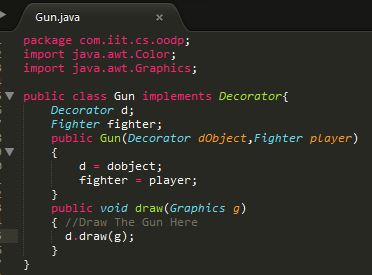 Gun.java ×
package com.iit.cs.oodp;
import java.awt.Color;
import java.awt.Graphics;
public class Gun implements Decorator{
Decorator d;
Fighter fighter;
public Gun(Decorator dObject,Fighter player)
{
d = dobject;
fighter = player;
}
public void draw(Graphics g)
{ //Draw The Gun Here
d.draw(g);
}
}